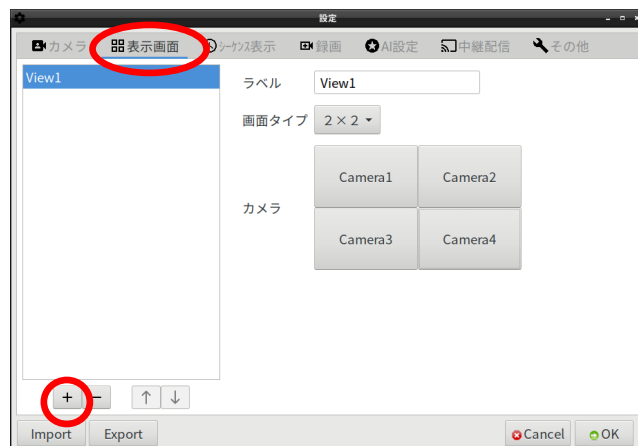 設定
カメラ 表示画面 シーケンス表示 録画 AI設定 中継配信 その他
View1
ラベル View1
画面タイプ 2×2
カメラ
Camera1 Camera2
Camera3 Camera4
+ − ↑ ↓
Import Export Cancel OK